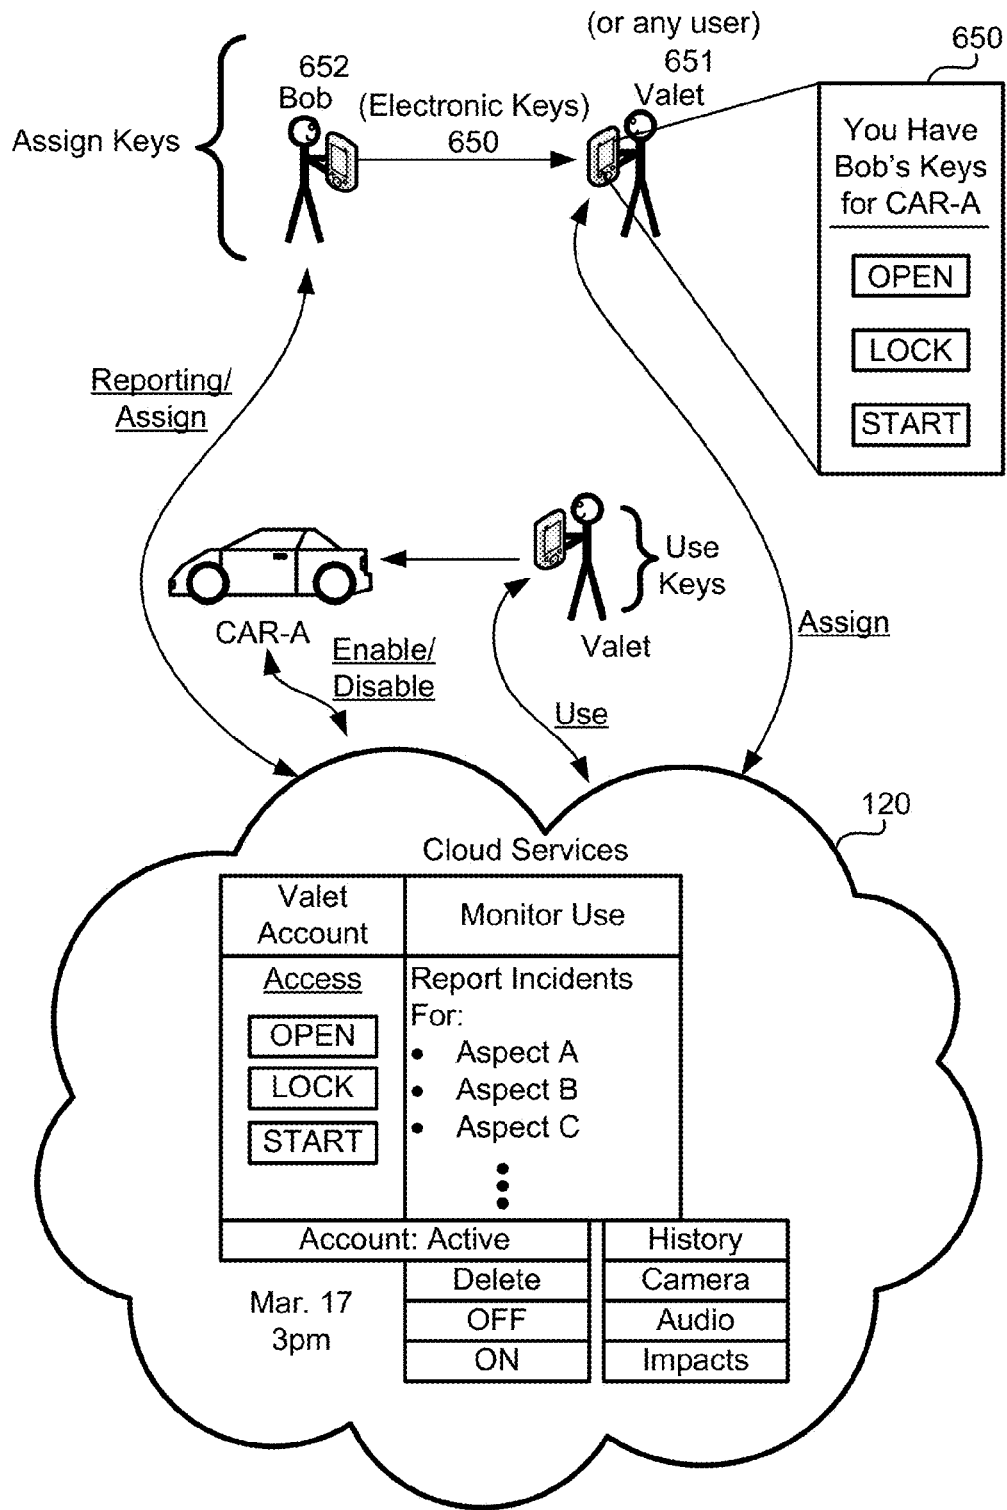 (or any user)
651
Valet
650
652
Bob
(Electronic Keys)
650
Assign Keys
You Have
Bob's Keys
for CAR-A
OPEN
LOCK
START
Reporting/
Assign
Use
Keys
CAR-A
Valet
Assign
Enable/
Disable
Use
120
Cloud Services
Valet
Account
Monitor Use
Access
OPEN
LOCK
START
Report Incidents
For:
• Aspect A
• Aspect B
• Aspect C
Account: Active
Delete
OFF
ON
History
Camera
Audio
Impacts
Mar. 17
3pm